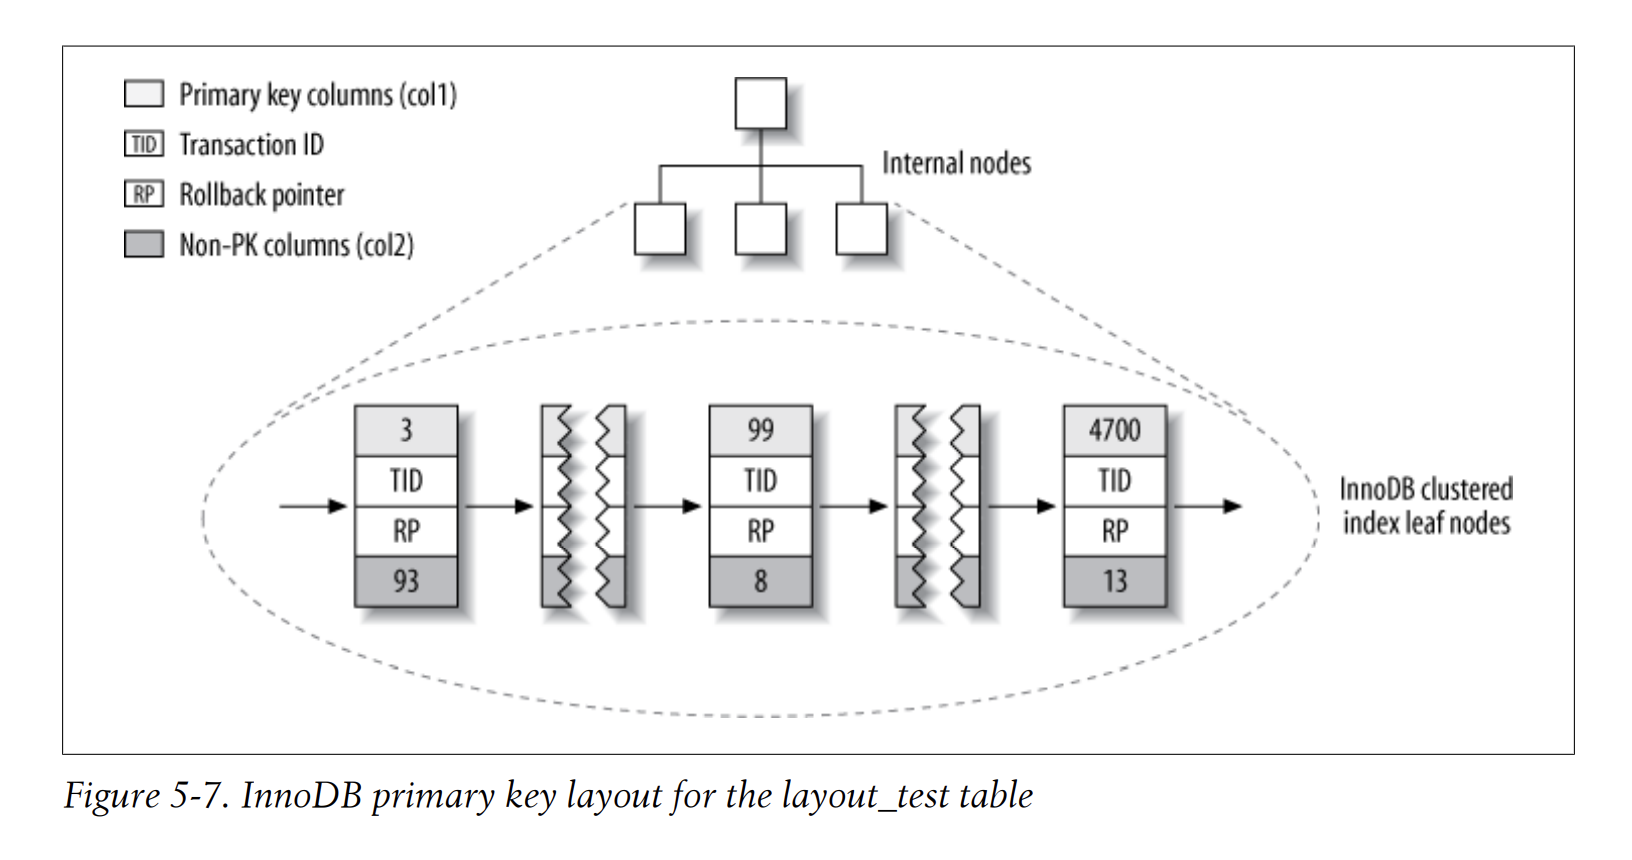 Primary key columns (col1)
TID Transaction ID
RP Rollback pointer
Non-PK columns (col2)
Internal nodes
3
TID
RP
93
99
TID
RP
8
4700
TID
RP
13
InnoDB clustered
index leaf nodes
Figure 5-7. InnoDB primary key layout for the layout_test table